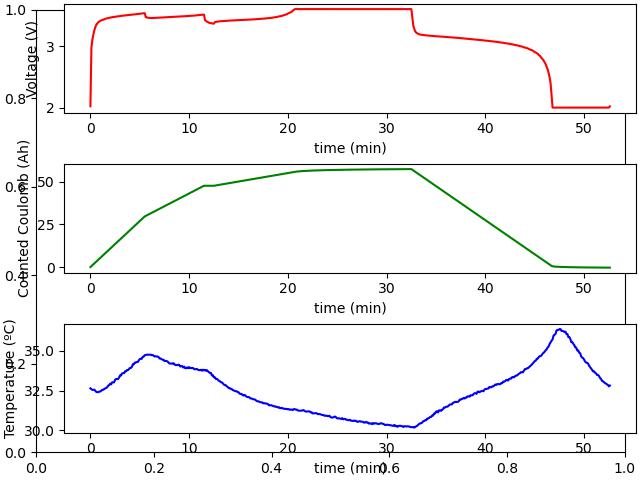 1.0
Voltage (V)
3
0.8
2
0 10 20 30 40 50
time (min)
Counted Coulomb (Ah)
50
0.6
25
0.4
0
0 10 20 30 40 50
time (min)
Temperature (ºC)
35.0
0.2
32.5
30.0
0 10 20 30 40 50
0.0
time (min)
0.0 0.2 0.4 0.6 0.8 1.0